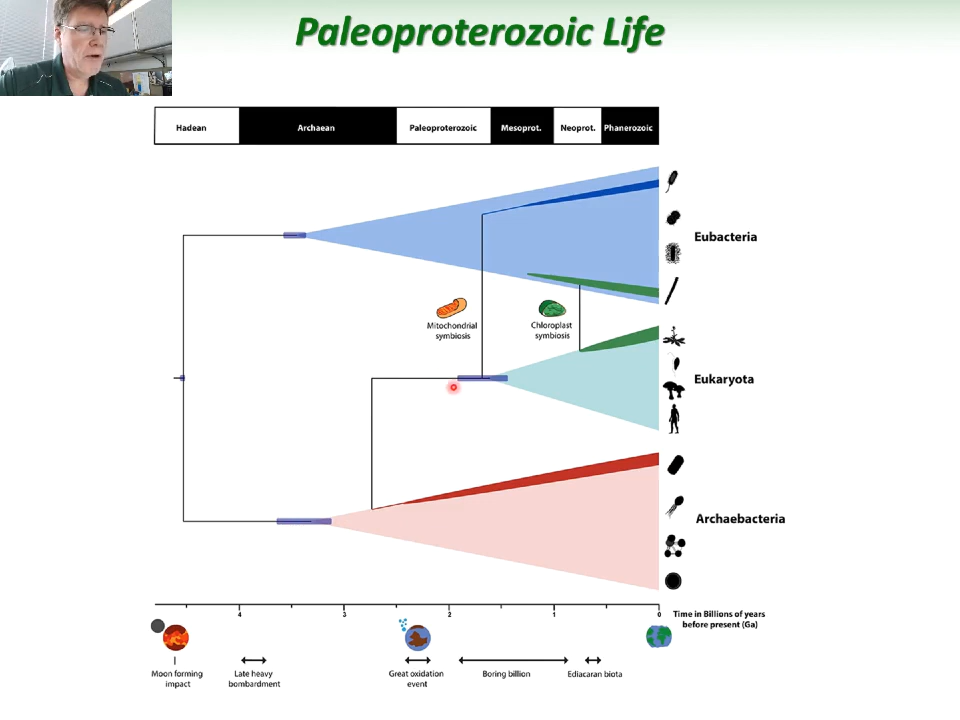 Paleoproterozoic Life
Hadean
Archaean
Paleoproterozoic
Mesoprot.
Neoprot.
Phanerozoic
Eubacteria
Mitochondrial
symbiosis
Chloroplast
symbiosis
Eukaryota
Archaebacteria
4
3
2
1
0
Time in Billions of years
before present (Ga)
Moon forming
impact
Late heavy
bombardment
Great oxidation
event
Boring billion
Ediacaran biota